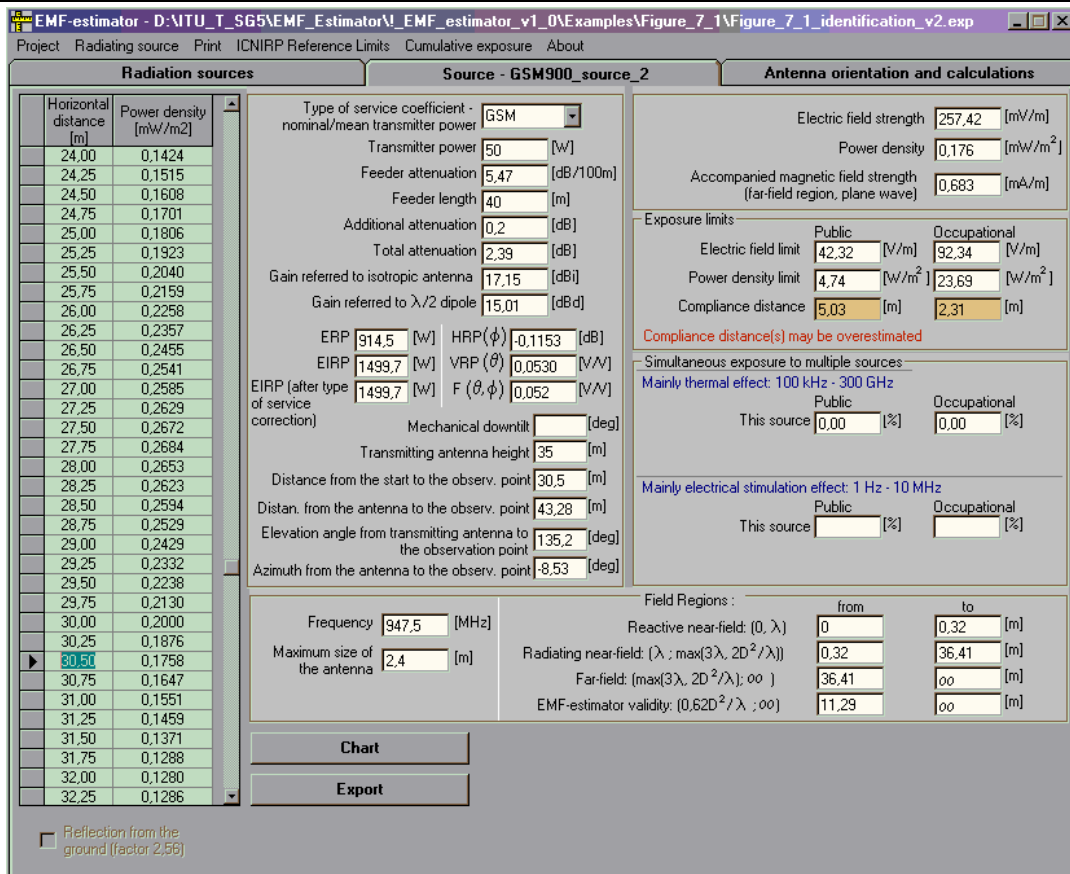 EMF-estimator - D:\ITU_T_SG5\EMF_Estimator\!_EMF_estimator_v1_0\Examples\Figure_7_1\Figure_7_1_identification_v2.exp
Project Radiating source Print ICNIRP Reference Limits Cumulative exposure About
Radiation sources Source - GSM900_source_2 Antenna orientation and calculations
Horizontal distance [m] Power density [mW/m2]
24,00 0,1424
24,25 0,1515
24,50 0,1608
24,75 0,1701
25,00 0,1806
25,25 0,1923
25,50 0,2040
25,75 0,2159
26,00 0,2258
26,25 0,2357
26,50 0,2455
26,75 0,2541
27,00 0,2585
27,25 0,2629
27,50 0,2672
27,75 0,2684
28,00 0,2653
28,25 0,2623
28,50 0,2594
28,75 0,2529
29,00 0,2429
29,25 0,2332
29,50 0,2238
29,75 0,2130
30,00 0,2000
30,25 0,1876
30,50 0,1758
30,75 0,1647
31,00 0,1551
31,25 0,1459
31,50 0,1371
31,75 0,1288
32,00 0,1280
32,25 0,1286
Reflection from the
ground (factor 2,56)
Type of service coefficient -
nominal/mean transmitter power GSM
Transmitter power 50 [W]
Feeder attenuation 5,47 [dB/100m]
Feeder length 40 [m]
Additional attenuation 0,2 [dB]
Total attenuation 2,39 [dB]
Gain referred to isotropic antenna 17,15 [dBi]
Gain referred to λ/2 dipole 15,01 [dBd]
ERP 914,5 [W] HRP(ϕ) -0,1153 [dB]
EIRP 1499,7 [W] VRP (θ) 0,0530 [V/V]
EIRP (after type
of service
correction) 1499,7 [W] F (θ,ϕ) 0,052 [V/V]
Mechanical downtilt [deg]
Transmitting antenna height 35 [m]
Distance from the start to the observ. point 30,5 [m]
Distan. from the antenna to the observ. point 43,28 [m]
Elevation angle from transmitting antenna to
the observation point 135,2 [deg]
Azimuth from the antenna to the observ. point -8,53 [deg]
Electric field strength 257,42 [mV/m]
Power density 0,176 [mW/m²]
Accompanied magnetic field strength
(far-field region, plane wave) 0,683 [mA/m]
Exposure limits
Public Occupational
Electric field limit 42,32 [V/m] 92,34 [V/m]
Power density limit 4,74 [W/m²] 23,69 [W/m²]
Compliance distance 5,03 [m] 2,31 [m]
Compliance distance(s) may be overestimated
Simultaneous exposure to multiple sources
Mainly thermal effect: 100 kHz - 300 GHz
Public Occupational
This source 0,00 [%] 0,00 [%]
Mainly electrical stimulation effect: 1 Hz - 10 MHz
Public Occupational
This source [%] [%]
Frequency 947,5 [MHz]
Maximum size of
the antenna 2,4 [m]
Field Regions : from to
Reactive near-field: (0, λ) 0 0,32 [m]
Radiating near-field: (λ ; max(3λ, 2D²/λ)) 0,32 36,41 [m]
Far-field: (max(3λ, 2D²/λ); oo ) 36,41 oo [m]
EMF-estimator validity: (0,62D²/λ ; oo) 11,29 oo [m]
Chart
Export